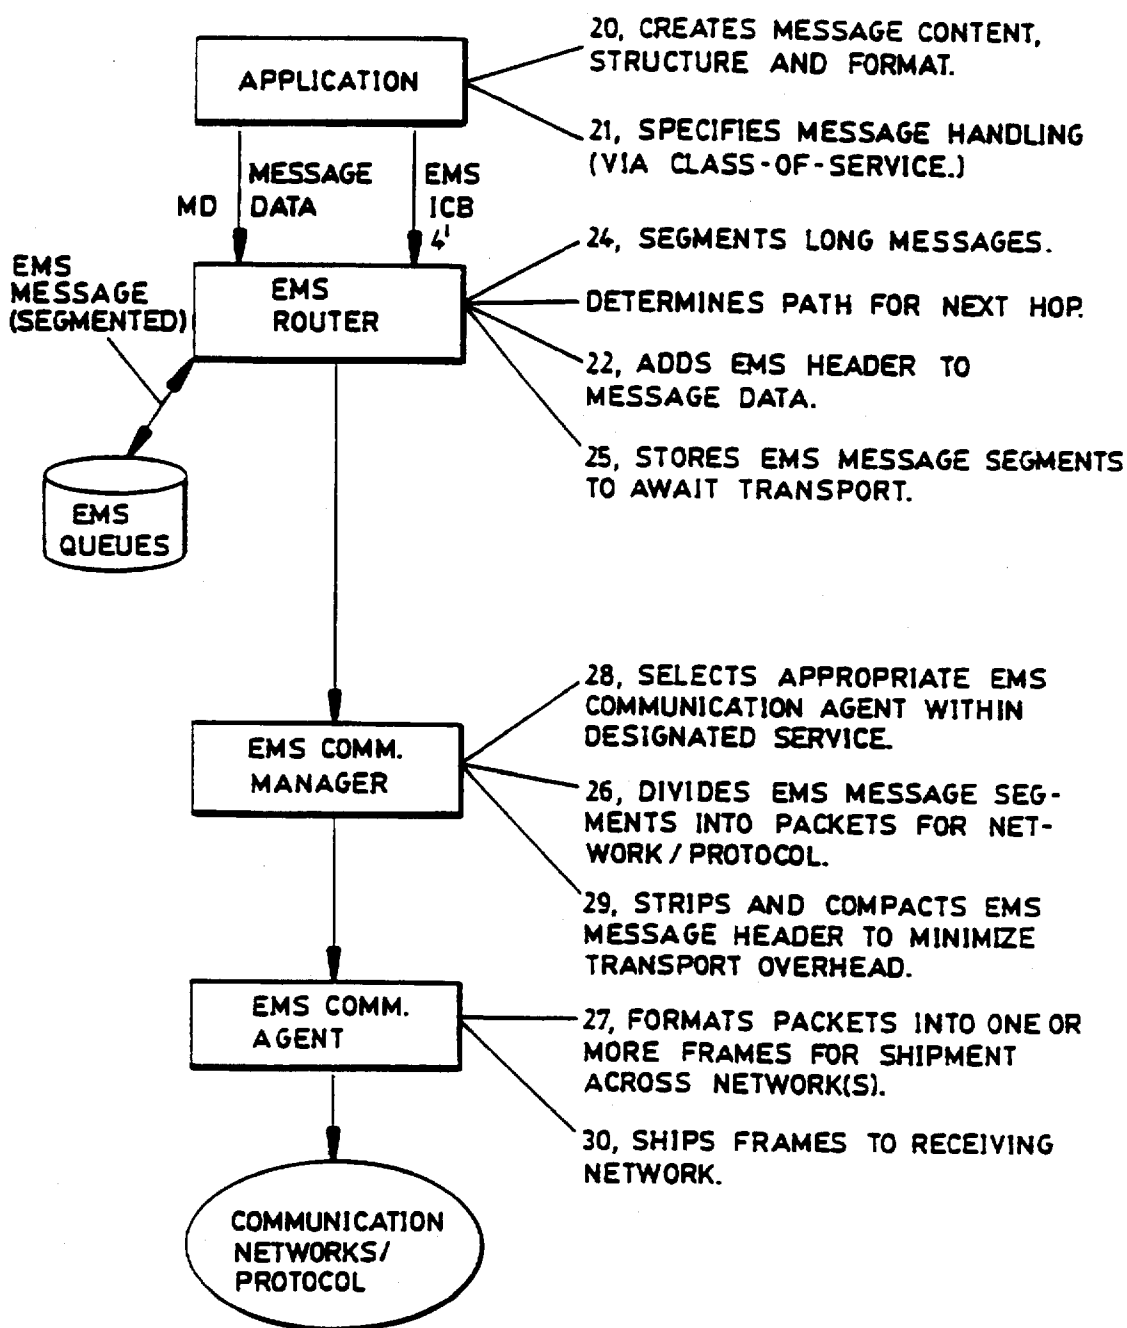 APPLICATION
20, CREATES MESSAGE CONTENT,
STRUCTURE AND FORMAT.
21, SPECIFIES MESSAGE HANDLING
(VIA CLASS-OF-SERVICE.)
MD
MESSAGE
DATA
EMS
ICB
4'
EMS
MESSAGE
(SEGMENTED)
EMS
ROUTER
24, SEGMENTS LONG MESSAGES.
DETERMINES PATH FOR NEXT HOP.
22, ADDS EMS HEADER TO
MESSAGE DATA.
25, STORES EMS MESSAGE SEGMENTS
TO AWAIT TRANSPORT.
EMS
QUEUES
EMS COMM.
MANAGER
28, SELECTS APPROPRIATE EMS
COMMUNICATION AGENT WITHIN
DESIGNATED SERVICE.
26, DIVIDES EMS MESSAGE SEG-
MENTS INTO PACKETS FOR NET-
WORK/PROTOCOL.
29, STRIPS AND COMPACTS EMS
MESSAGE HEADER TO MINIMIZE
TRANSPORT OVERHEAD.
EMS COMM.
AGENT
27, FORMATS PACKETS INTO ONE OR
MORE FRAMES FOR SHIPMENT
ACROSS NETWORK(S).
30, SHIPS FRAMES TO RECEIVING
NETWORK.
COMMUNICATION
NETWORKS/
PROTOCOL